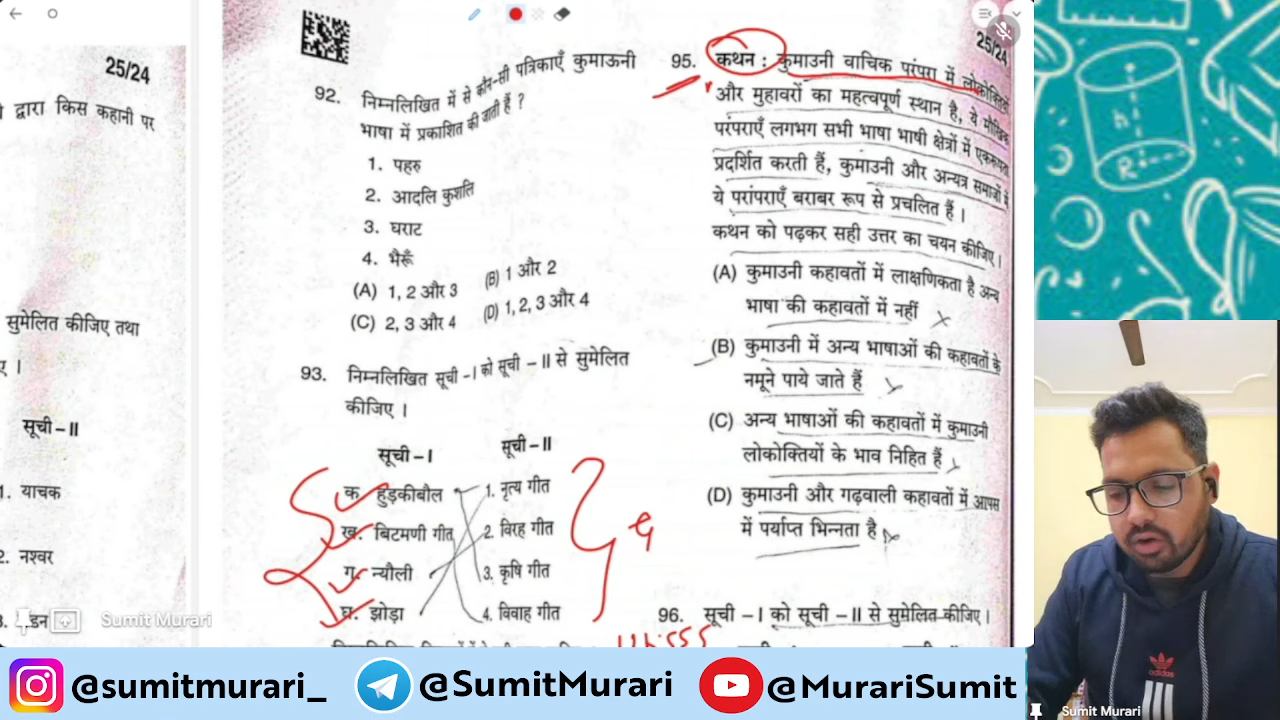 25/24
ी द्वारा किस कहानी पर
सुमेलित कीजिए तथा
ए ।
सूची – II
1. याचक
2. नश्वर
3. डन
92. निम्नलिखित में से कौन-सी पत्रिकाएँ कुमाऊनी
भाषा में प्रकाशित की जाती हैं ?
1. पहरु
2. आदलि कुशलि
3. घराट
4. भैरूँ
(A) 1, 2 और 3 (B) 1 और 2
(C) 2, 3 और 4 (D) 1, 2, 3 और 4
93. निम्नलिखित सूची – I को सूची – II से सुमेलित
कीजिए ।
सूची – I सूची – II
क. हुड़कीबौल 1. नृत्य गीत
ख. बिटमणी गीत 2. विरह गीत
ग. न्यौली 3. कृषि गीत
घ. झोड़ा 4. विवाह गीत
25/24
95. कथन : कुमाउनी वाचिक परंपरा में लोकोक्तियों
और मुहावरों का महत्वपूर्ण स्थान है, ये मौखिक
परंपराएँ लगभग सभी भाषा भाषी क्षेत्रों में एकरूपता
प्रदर्शित करती हैं, कुमाउनी और अन्यत्र समाजों में
ये परांपराएँ बराबर रूप से प्रचलित हैं ।
कथन को पढ़कर सही उत्तर का चयन कीजिए ।
(A) कुमाउनी कहावतों में लाक्षणिकता है अन्य
भाषा की कहावतों में नहीं
(B) कुमाउनी में अन्य भाषाओं की कहावतों के
नमूने पाये जाते हैं
(C) अन्य भाषाओं की कहावतों में कुमाउनी
लोकोक्तियों के भाव निहित हैं
(D) कुमाउनी और गढ़वाली कहावतों में आपस
में पर्याप्त भिन्नता है
96. सूची – I को सूची – II से सुमेलित कीजिए ।
h
R
adidas
Sumit Murari
Sumit Murari
@sumitmurari_ @SumitMurari @MurariSumit